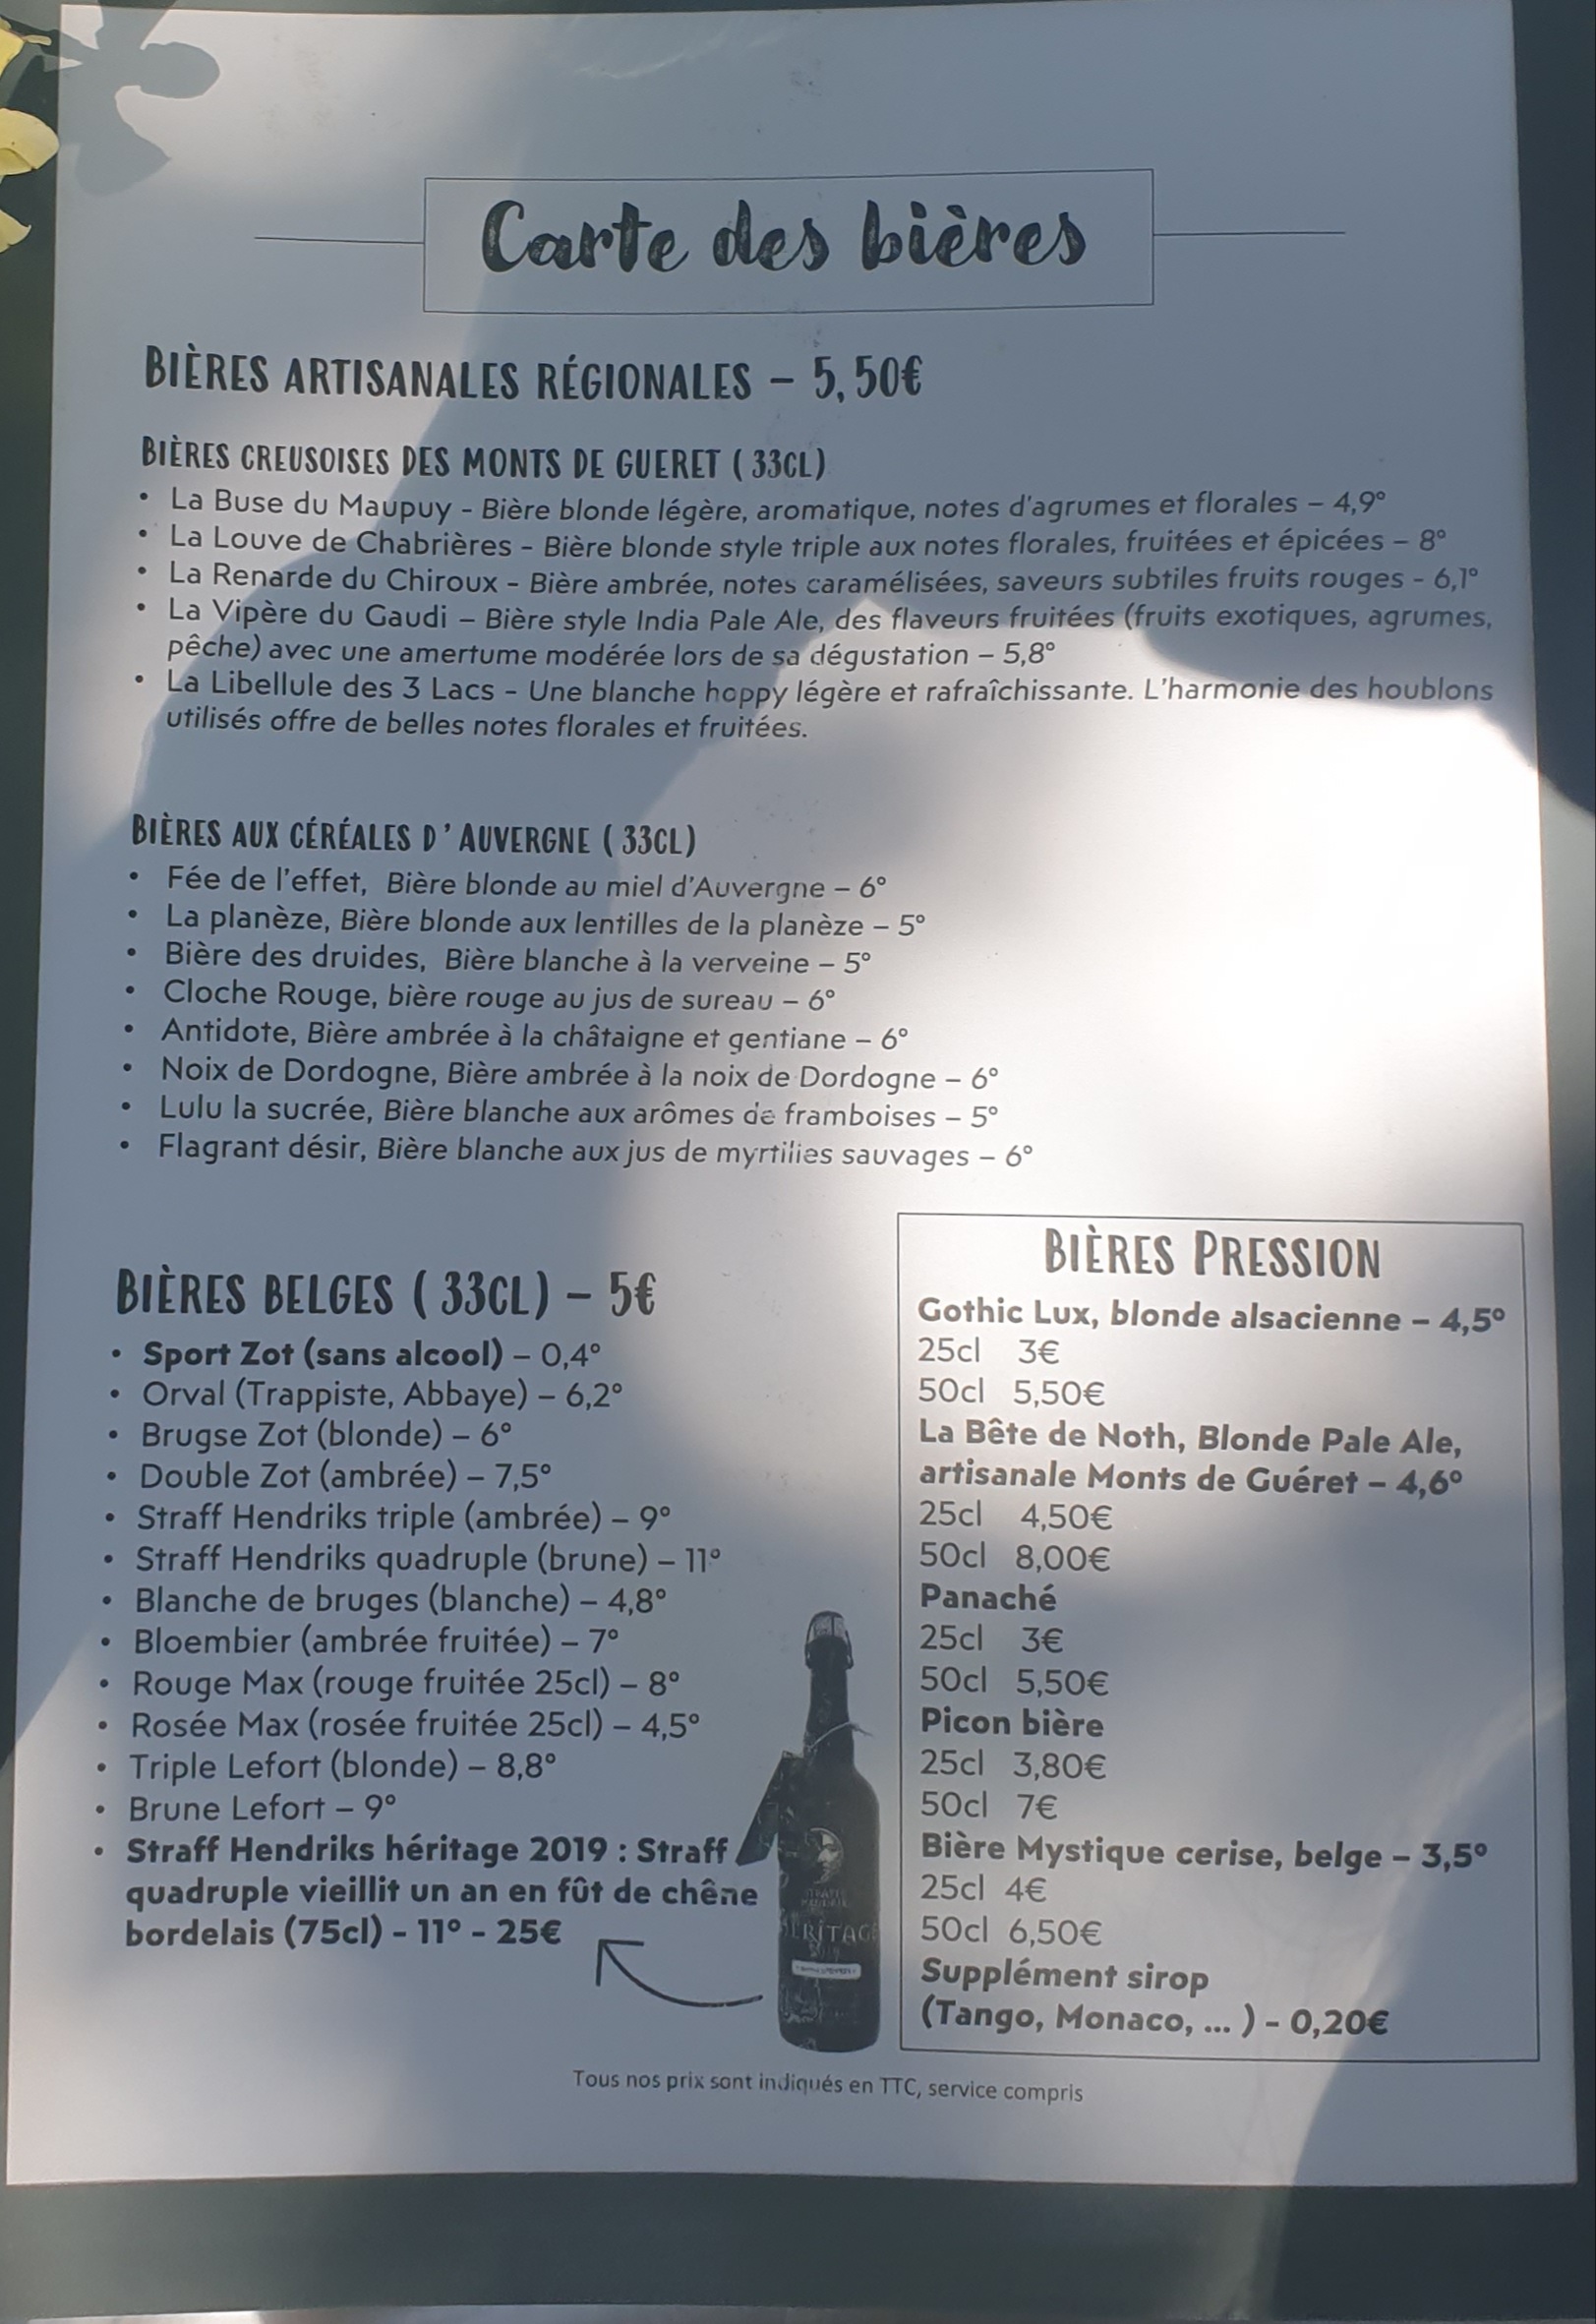 Carte des bières
BIÈRES ARTISANALES RÉGIONALES – 5,50€
BIÈRES CREUSOISES DES MONTS DE GUERET (33CL)
• La Buse du Maupuy - Bière blonde légère, aromatique, notes d'agrumes et florales – 4,9°
• La Louve de Chabrières - Bière blonde style triple aux notes florales, fruitées et épicées – 8°
• La Renarde du Chiroux - Bière ambrée, notes caramélisées, saveurs subtiles fruits rouges - 6,1°
• La Vipère du Gaudi – Bière style India Pale Ale, des flaveurs fruitées (fruits exotiques, agrumes,
pêche) avec une amertume modérée lors de sa dégustation – 5,8°
• La Libellule des 3 Lacs - Une blanche hoppy légère et rafraîchissante. L'harmonie des houblons
utilisés offre de belles notes florales et fruitées.
BIÈRES AUX CÉRÉALES D'AUVERGNE (33CL)
• Fée de l'effet, Bière blonde au miel d'Auvergne – 6°
• La planèze, Bière blonde aux lentilles de la planèze – 5°
• Bière des druides, Bière blanche à la verveine – 5°
• Cloche Rouge, bière rouge au jus de sureau – 6°
• Antidote, Bière ambrée à la châtaigne et gentiane – 6°
• Noix de Dordogne, Bière ambrée à la noix de Dordogne – 6°
• Lulu la sucrée, Bière blanche aux arômes de framboises – 5°
• Flagrant désir, Bière blanche aux jus de myrtilles sauvages – 6°
BIÈRES BELGES (33CL) – 5€
• Sport Zot (sans alcool) – 0,4°
• Orval (Trappiste, Abbaye) – 6,2°
• Brugse Zot (blonde) – 6°
• Double Zot (ambrée) – 7,5°
• Straff Hendriks triple (ambrée) – 9°
• Straff Hendriks quadruple (brune) – 11°
• Blanche de bruges (blanche) – 4,8°
• Bloembier (ambrée fruitée) – 7°
• Rouge Max (rouge fruitée 25cl) – 8°
• Rosée Max (rosée fruitée 25cl) – 4,5°
• Triple Lefort (blonde) – 8,8°
• Brune Lefort – 9°
• Straff Hendriks héritage 2019 : Straff
quadruple vieillit un an en fût de chêne
bordelais (75cl) - 11° - 25€
BIÈRES PRESSION
Gothic Lux, blonde alsacienne – 4,5°
25cl 3€
50cl 5,50€
La Bête de Noth, Blonde Pale Ale,
artisanale Monts de Guéret – 4,6°
25cl 4,50€
50cl 8,00€
Panaché
25cl 3€
50cl 5,50€
Picon bière
25cl 3,80€
50cl 7€
Bière Mystique cerise, belge – 3,5°
25cl 4€
50cl 6,50€
Supplément sirop
(Tango, Monaco, ... ) - 0,20€
Tous nos prix sont indiqués en TTC, service compris